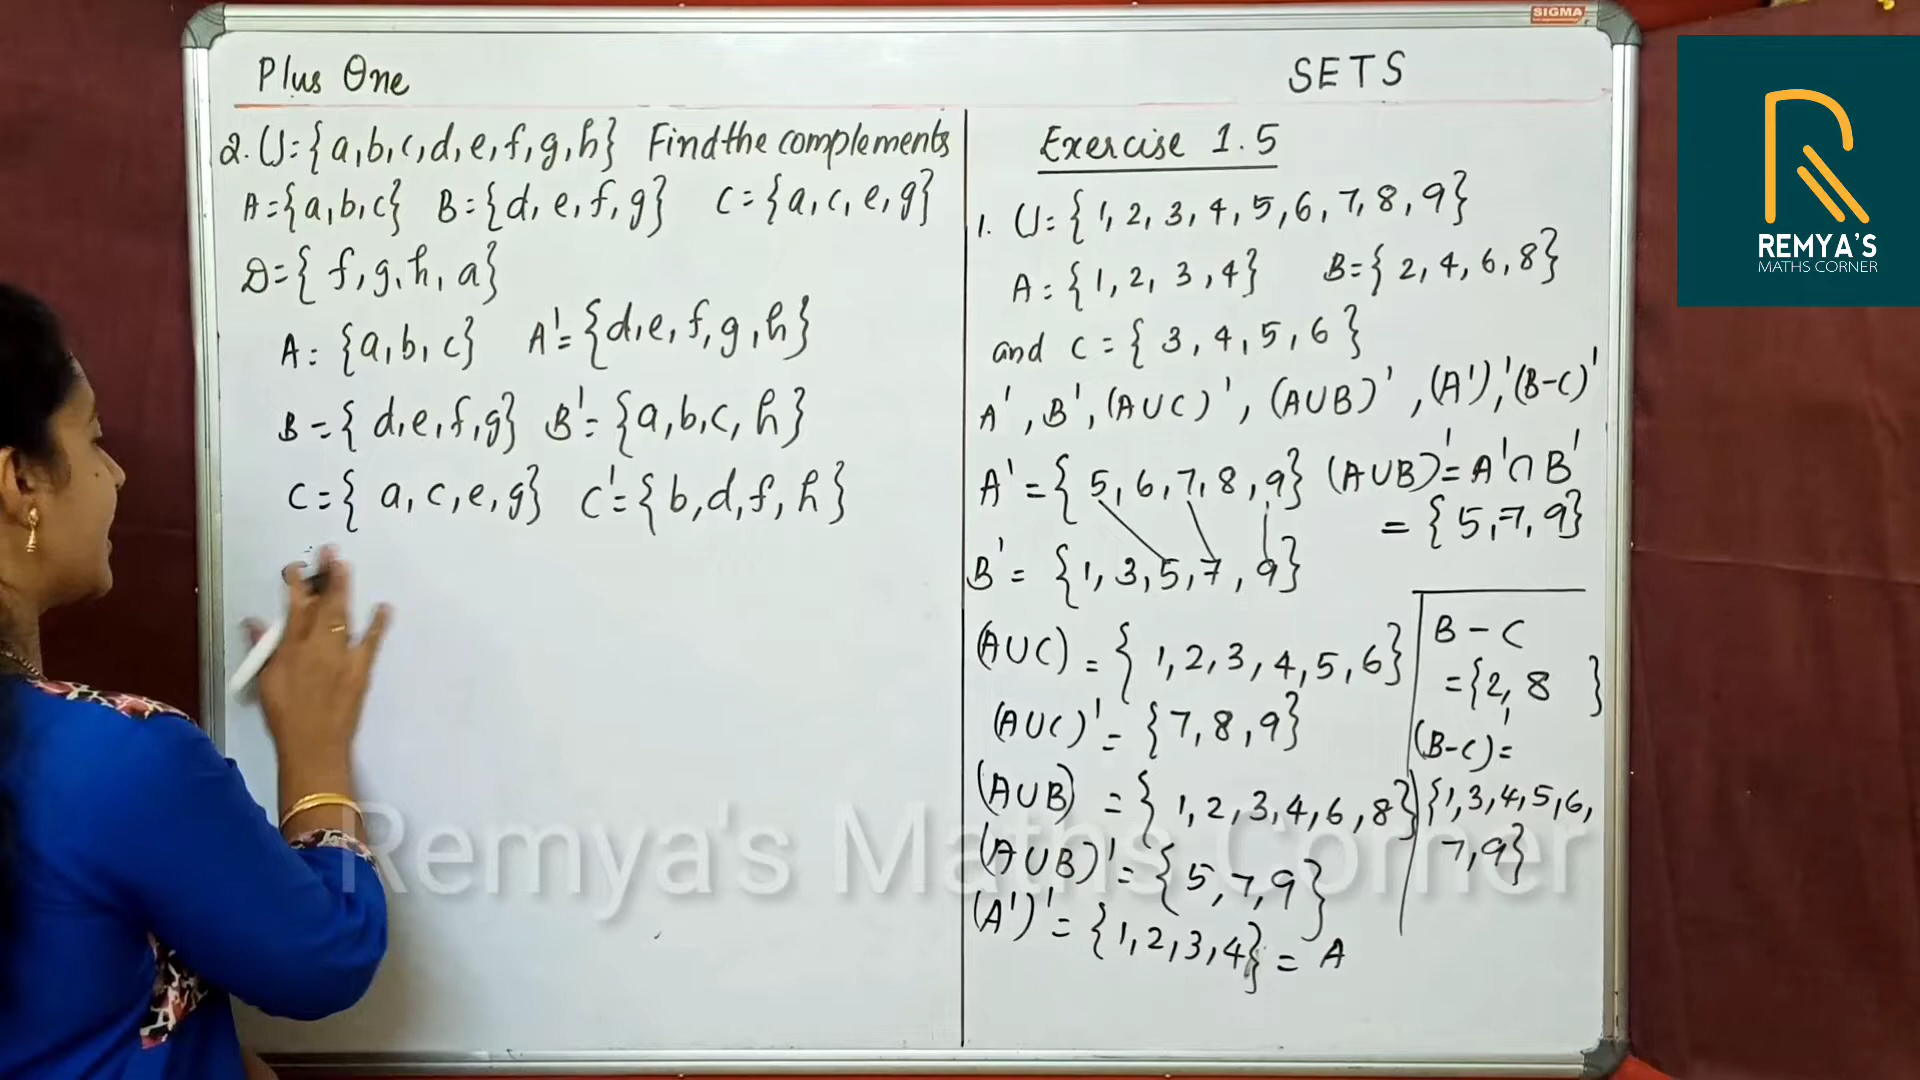 SIGMA
Plus One
SETS
2. U={a,b,c,d,e,f,g,h} Find the complements
A={a,b,c} B={d,e,f,g} C={a,c,e,g}
D={f,g,h,a}
A={a,b,c} A'={d,e,f,g,h}
B={d,e,f,g} B'={a,b,c,h}
C={a,c,e,g} C'={b,d,f,h}
Exercise 1.5
1. U={1,2,3,4,5,6,7,8,9}
A={1,2,3,4} B={2,4,6,8}
and C={3,4,5,6}
A', B', (A∪C)', (A∪B)', (A')', (B-C)'
A'={5,6,7,8,9} (A∪B)'=A'∩B'
={5,7,9}
B'={1,3,5,7,9}
(A∪C)={1,2,3,4,5,6}
(A∪C)'={7,8,9}
(A∪B)={1,2,3,4,6,8}
(A∪B)'={5,7,9}
(A')'={1,2,3,4}=A
B-C
={2,8}
(B-C)'=
{1,3,4,5,6,
7,9}
REMYA'S
MATHS CORNER
Remya's Maths Corner